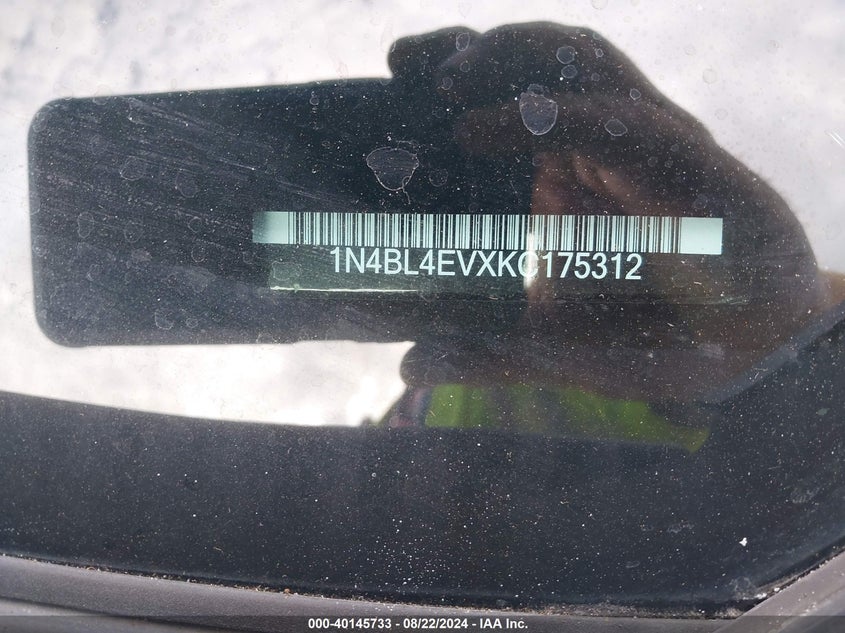 1N4BL4EVXKC175312
000-40145733 - 08/22/2024 - IAA Inc.